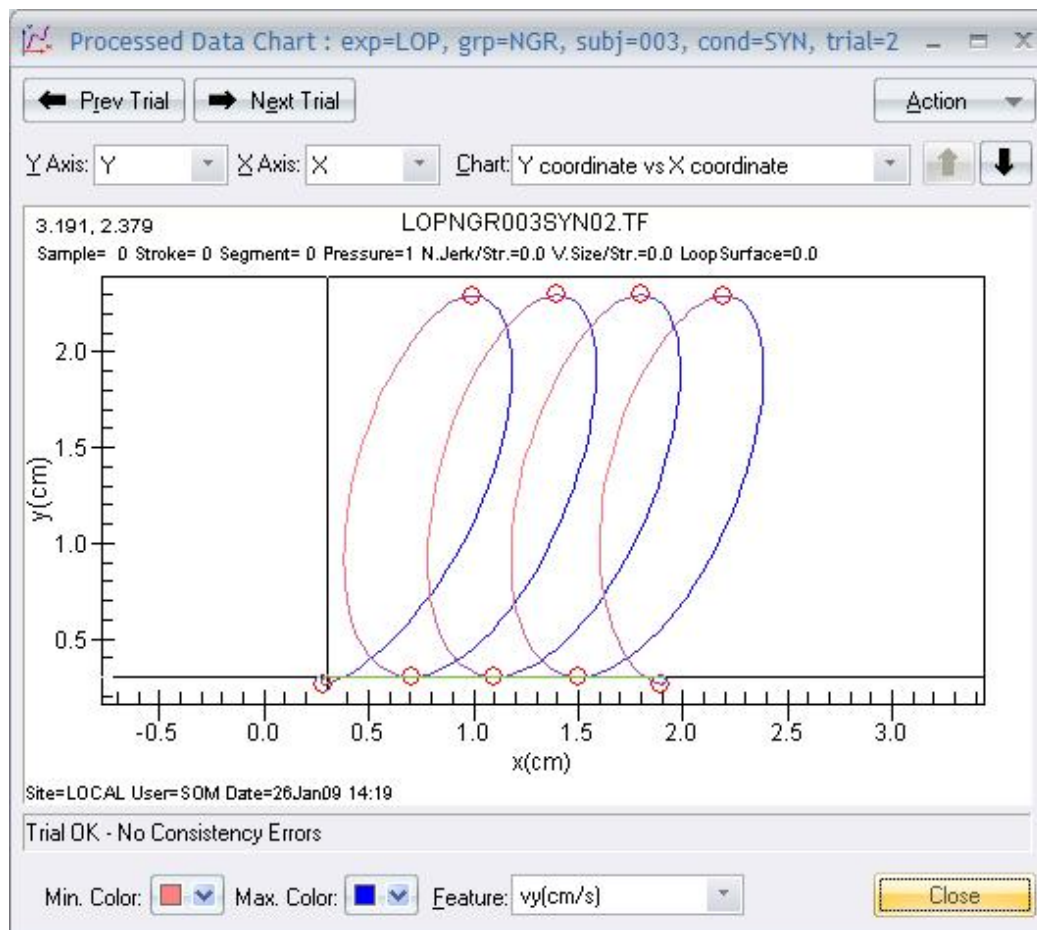 Processed Data Chart : exp=LOP, grp=NGR, subj=003, cond=SYN, trial=2
Prev Trial Next Trial Action
Y Axis: Y X Axis: X Chart: Y coordinate vs X coordinate
3.191, 2.379 LOPNGR003SYN02.TF
Sample= 0 Stroke= 0 Segment= 0 Pressure=1 N.Jerk/Str.=0.0 V.Size/Str.=0.0 LoopSurface=0.0
2.0
1.5
y(cm)
1.0
0.5
-0.5 0.0 0.5 1.0 1.5 2.0 2.5 3.0
x(cm)
Site=LOCAL User=SOM Date=26Jan09 14:19
Trial OK - No Consistency Errors
Min. Color: Max. Color: Feature: vy(cm/s) Close